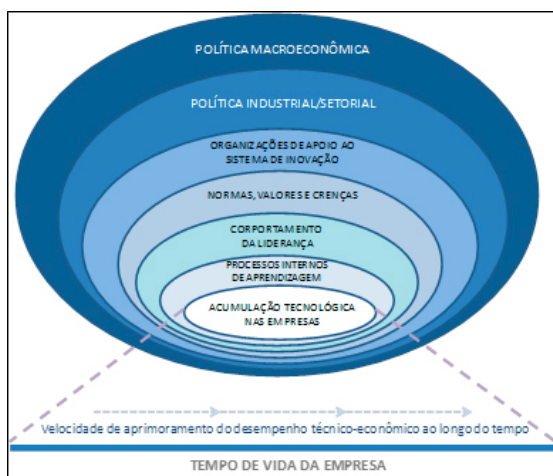 POLÍTICA MACROECONÔMICA
POLÍTICA INDUSTRIAL/SETORIAL
ORGANIZAÇÕES DE APOIO AO
SISTEMA DE INOVAÇÃO
NORMAS, VALORES E CRENÇAS
CORPORTAMENTO
DA LIDERANÇA
PROCESSOS INTERNOS
DE APRENDIZAGEM
ACUMULAÇÃO TECNOLÓGICA
NAS EMPRESAS
Velocidade de aprimoramento do desempenho técnico-econômico ao longo do tempo
TEMPO DE VIDA DA EMPRESA